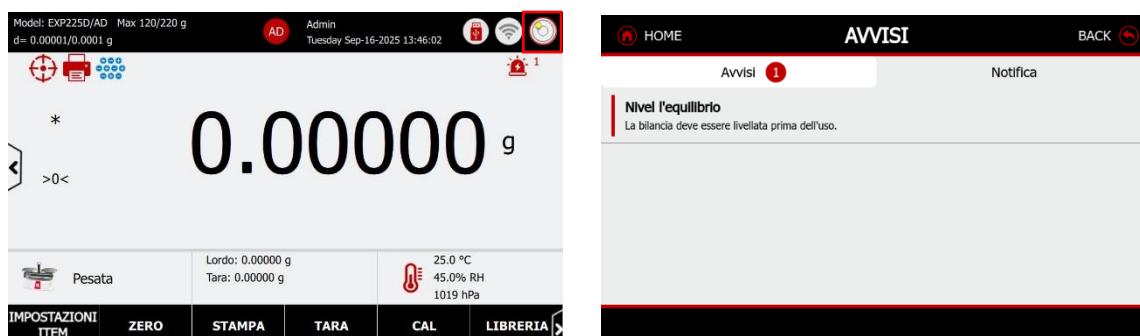 Model: EXP225D/AD Max 120/220 g
d= 0.00001/0.0001 g
AD
Admin
Tuesday Sep-16-2025 13:46:02
1
*
>0<
0.00000 g
Pesata
Lordo: 0.00000 g
Tara: 0.00000 g
25.0 °C
45.0% RH
1019 hPa
IMPOSTAZIONI
ITEM
ZERO
STAMPA
TARA
CAL
LIBRERIA
HOME
AVVISI
BACK
Avvisi 1
Notifica
Nivel l'equilibrio
La bilancia deve essere livellata prima dell'uso.